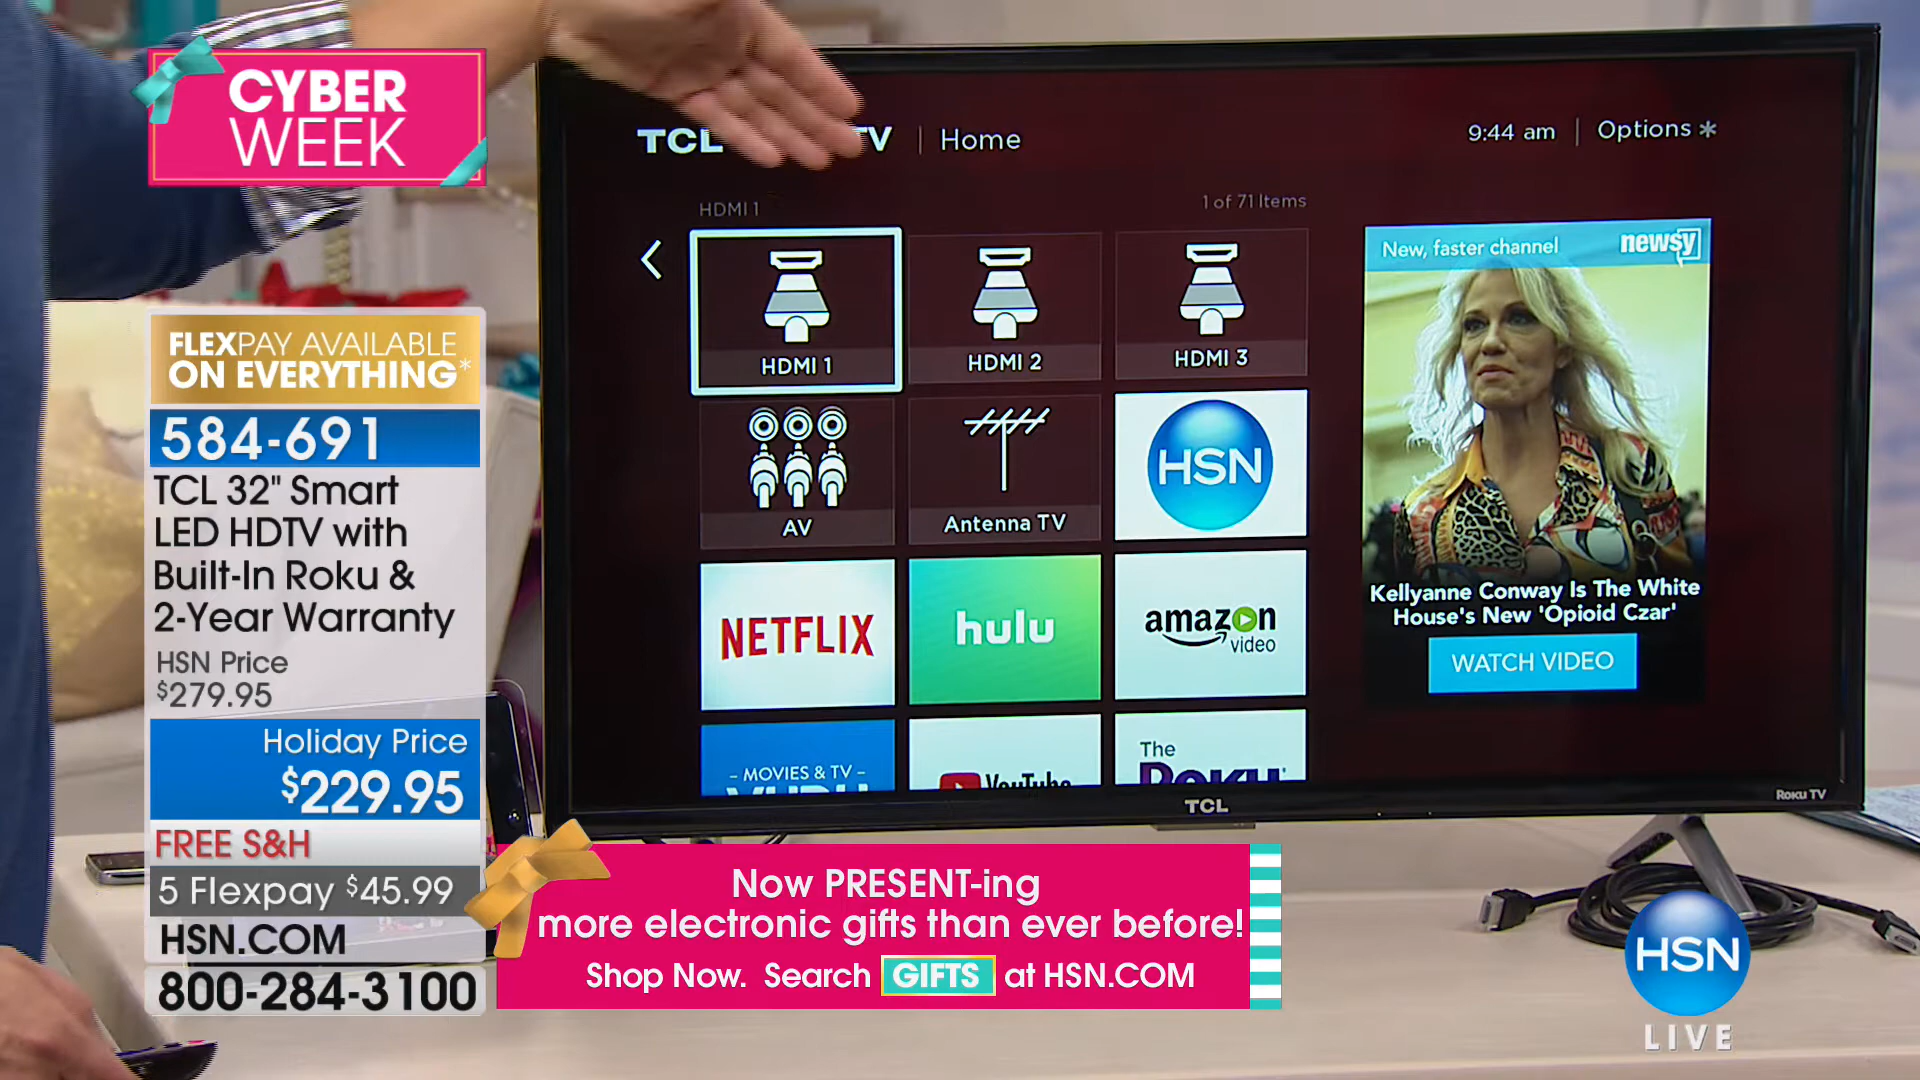 CYBER
WEEK
FLEXPAY AVAILABLE
ON EVERYTHING*
584-691
TCL 32" Smart
LED HDTV with
Built-In Roku &
2-Year Warranty
HSN Price
$279.95
Holiday Price
$229.95
FREE S&H
5 Flexpay $45.99
HSN.COM
800-284-3100
TCL TV | Home
9:44 am | Options *
HDMI 1
1 of 71 Items
HDMI 1
HDMI 2
HDMI 3
AV
Antenna TV
HSN
NETFLIX
hulu
amazon
video
- MOVIES & TV -
VUDU
YouTube
The
Roku
New, faster channel
newsy
Kellyanne Conway Is The White
House's New 'Opioid Czar'
WATCH VIDEO
TCL
Roku TV
Now PRESENT-ing
more electronic gifts than ever before!
Shop Now. Search GIFTS at HSN.COM
HSN
LIVE